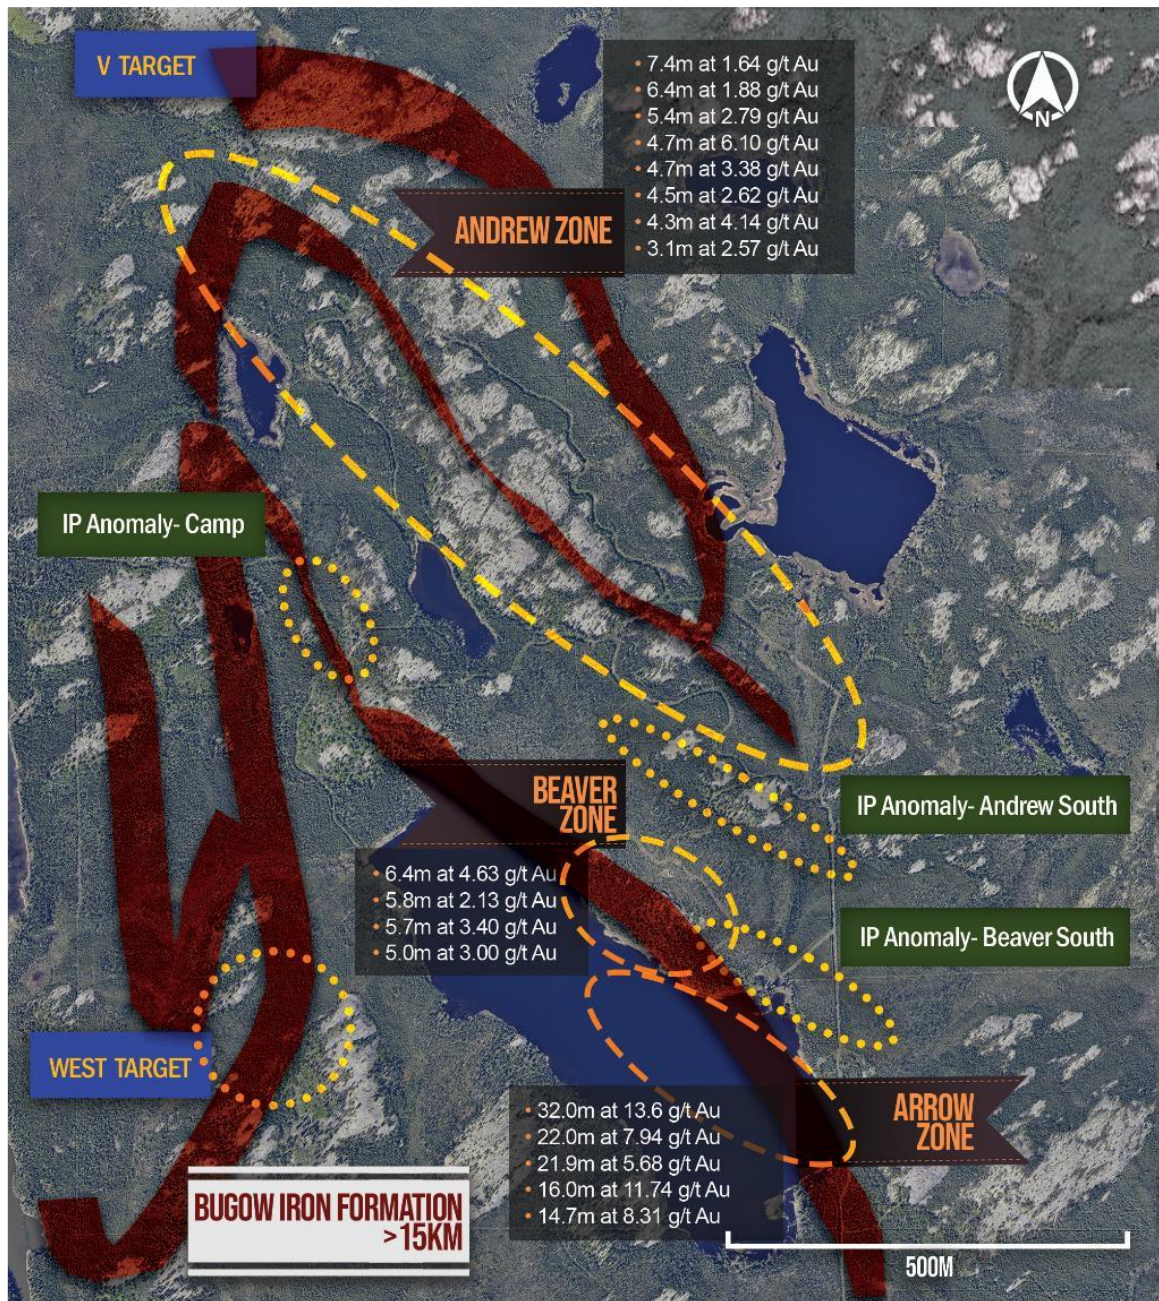 V TARGET
• 7.4m at 1.64 g/t Au
• 6.4m at 1.88 g/t Au
• 5.4m at 2.79 g/t Au
• 4.7m at 6.10 g/t Au
• 4.7m at 3.38 g/t Au
• 4.5m at 2.62 g/t Au
• 4.3m at 4.14 g/t Au
• 3.1m at 2.57 g/t Au
N
ANDREW ZONE
IP Anomaly- Camp
BEAVER
ZONE
IP Anomaly- Andrew South
• 6.4m at 4.63 g/t Au
• 5.8m at 2.13 g/t Au
• 5.7m at 3.40 g/t Au
• 5.0m at 3.00 g/t Au
IP Anomaly- Beaver South
WEST TARGET
• 32.0m at 13.6 g/t Au
• 22.0m at 7.94 g/t Au
• 21.9m at 5.68 g/t Au
• 16.0m at 11.74 g/t Au
• 14.7m at 8.31 g/t Au
ARROW
ZONE
BUGOW IRON FORMATION
>15KM
500M